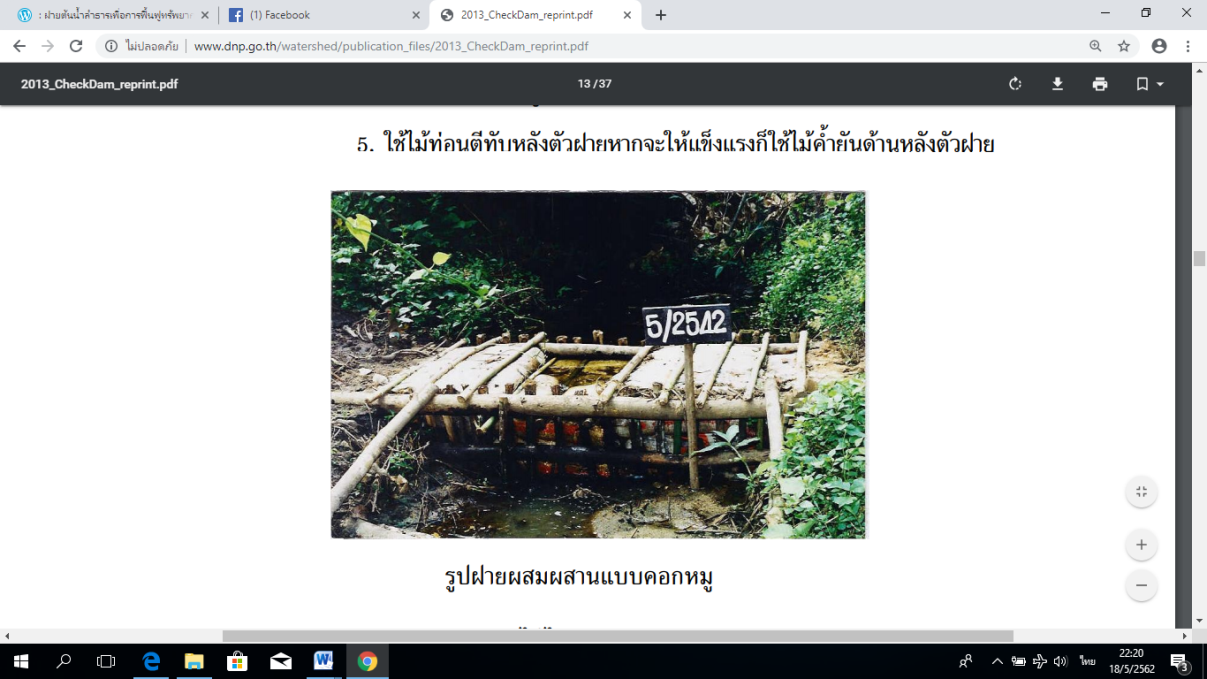 : ฝายต้นน้ำลำธารเพื่อการฟื้นฟูทรัพยา
(1) Facebook
2013_CheckDam_reprint.pdf
ไม่ปลอดภัย
www.dnp.go.th/watershed/publication_files/2013_CheckDam_reprint.pdf
2013_CheckDam_reprint.pdf
13 / 37
5. ใช้ไม้ท่อนตีทับหลังตัวฝายหากจะให้แข็งแรงก็ใช้ไม้ค้ำยันด้านหลังตัวฝาย
5/2542
รูปฝายผสมผสานแบบคอกหมู
ไทย
22:20
18/5/2562
3